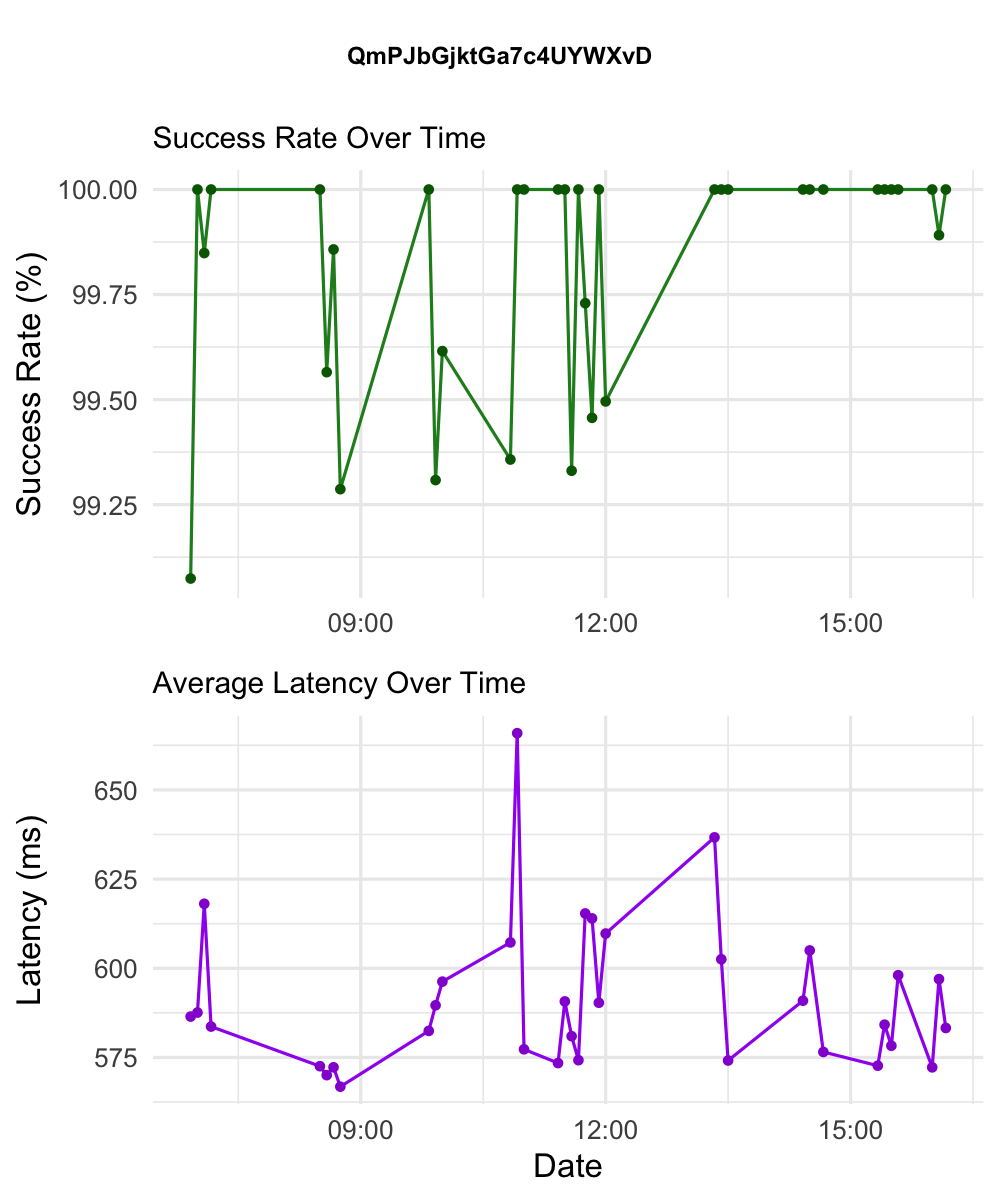 QmPJbGjktGa7c4UYWXvD
Success Rate Over Time
Success Rate (%)
100.00
99.75
99.50
99.25
09:00 12:00 15:00
Average Latency Over Time
Latency (ms)
650
625
600
575
09:00 12:00 15:00
Date